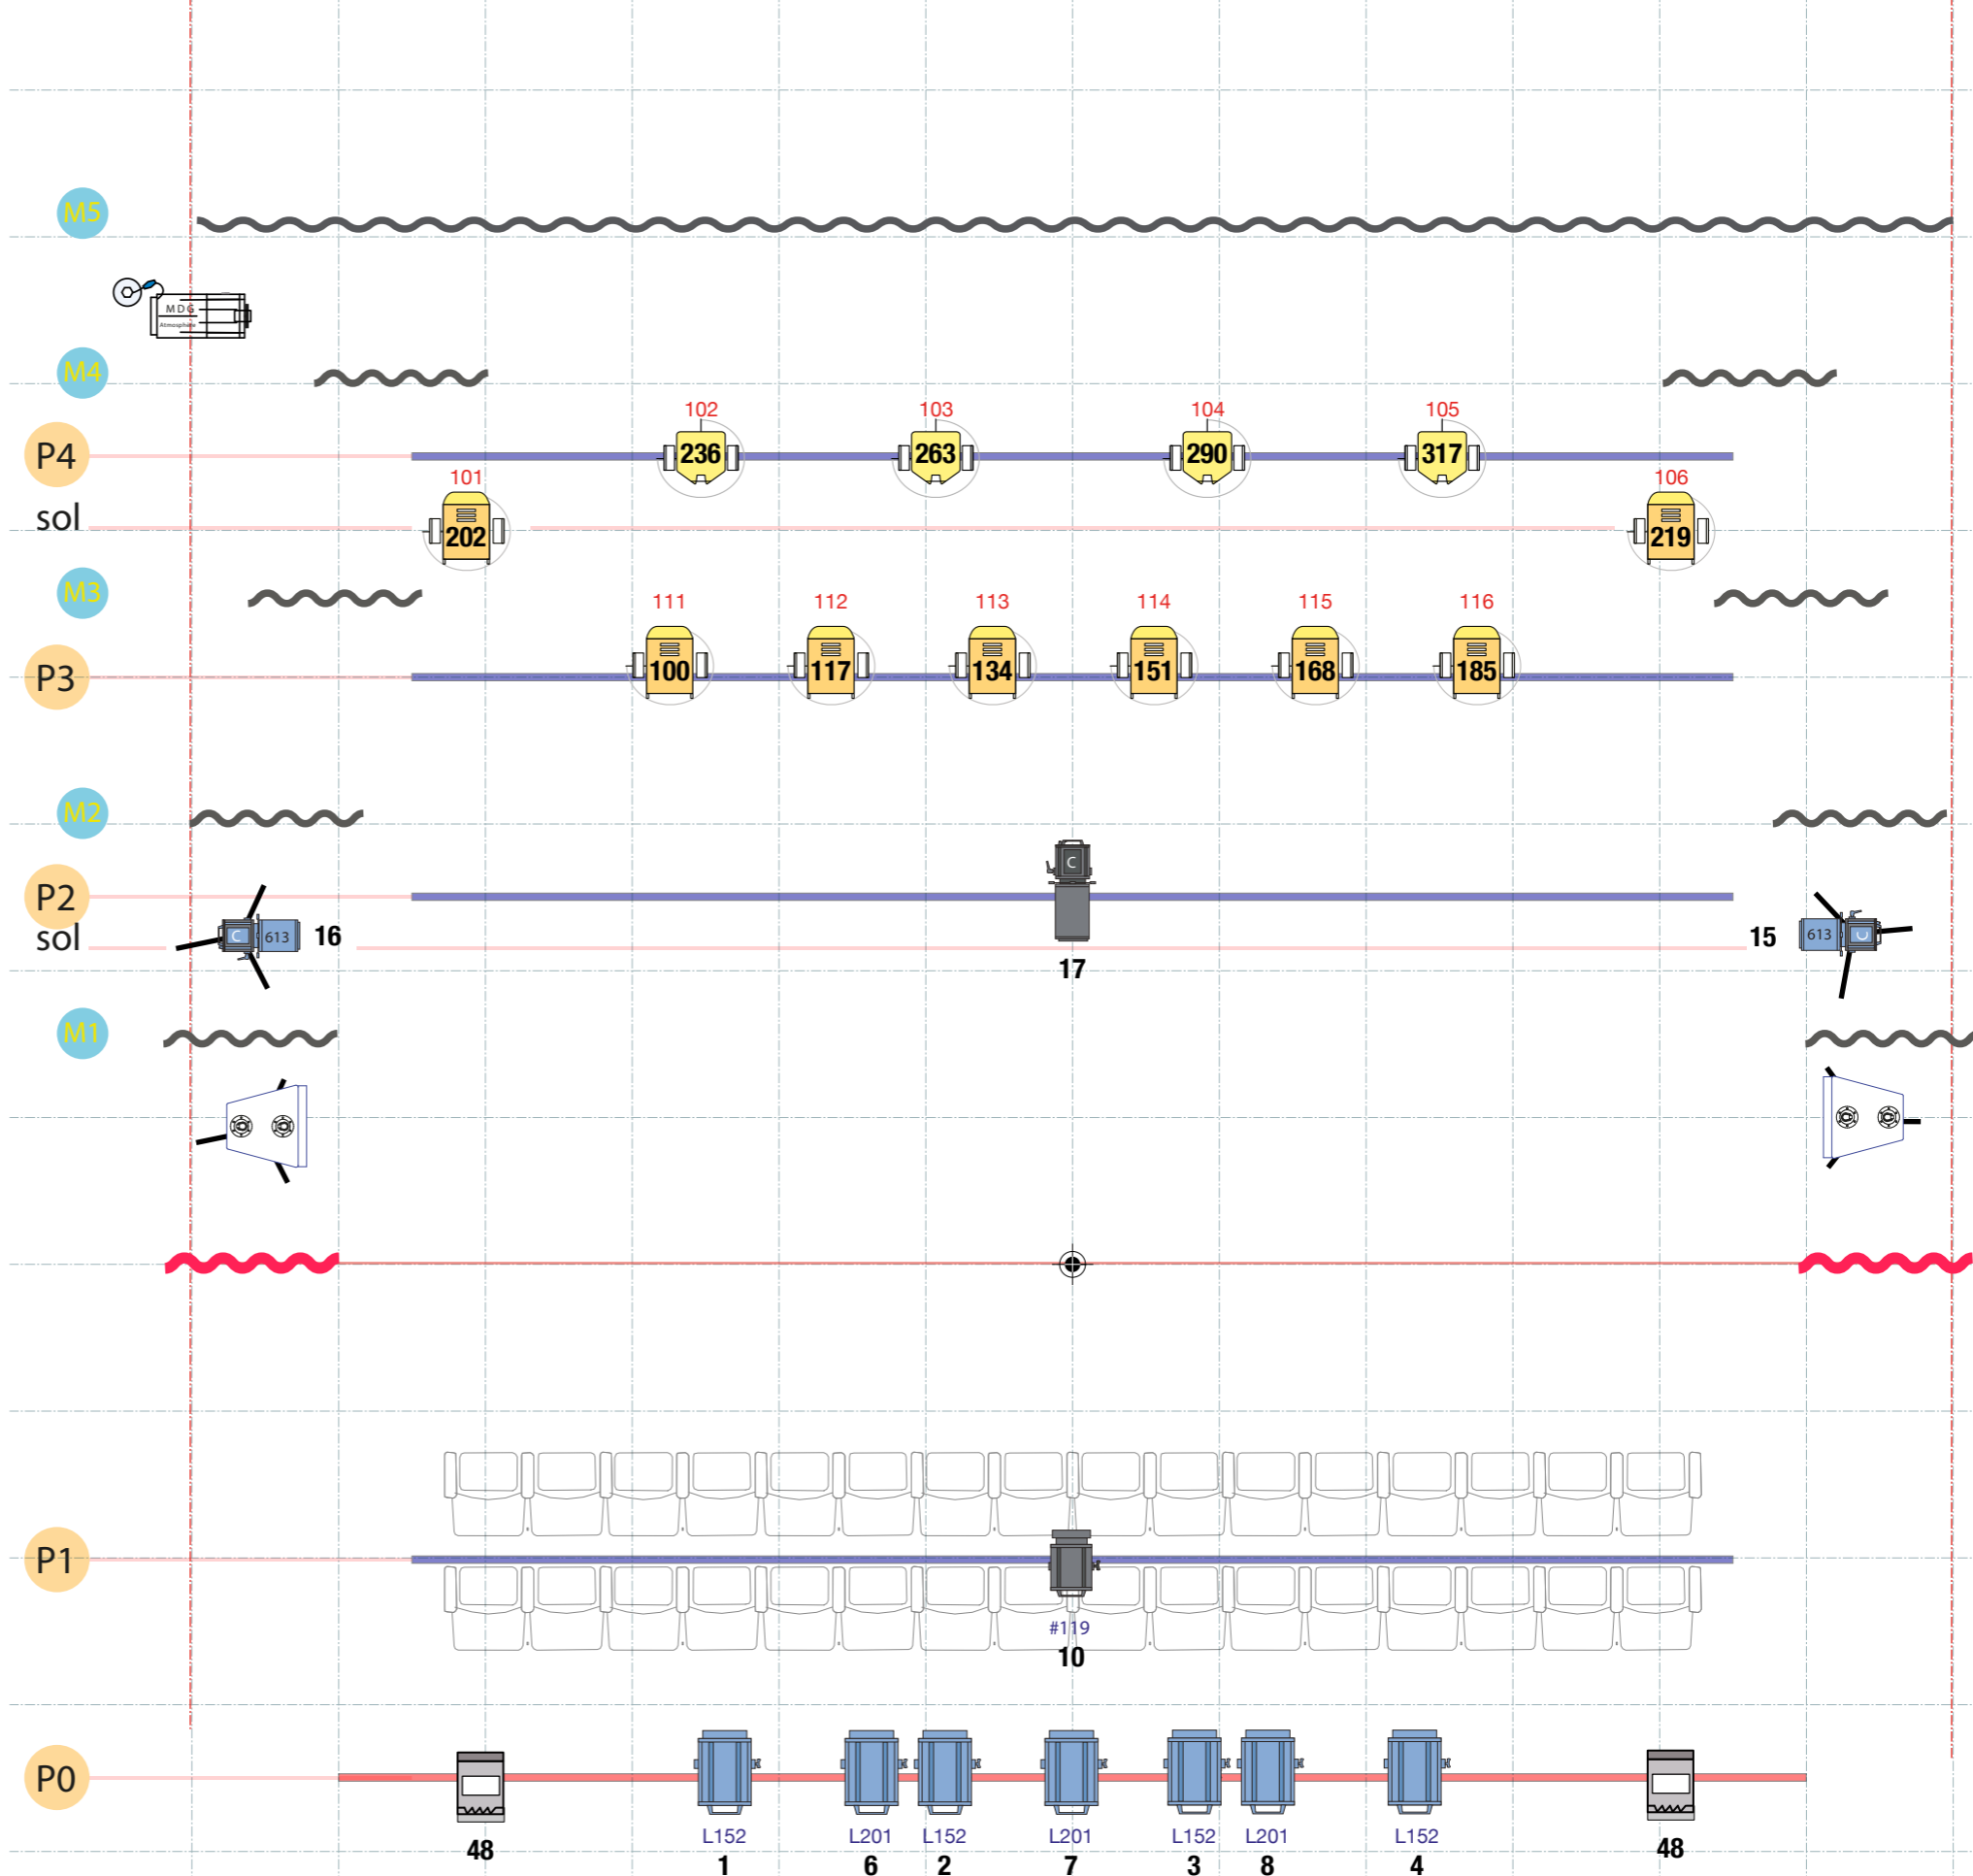 M5
MDG
Atmosphère
M4
102 103 104 105
P4 236 263 290 317
101 106
sol 202 219
M3
111 112 113 114 115 116
P3 100 117 134 151 168 185
M2
C
P2
sol C 613 16 15 613 C
17
M1
P1
#119
10
P0
L152 L201 L152 L201 L152 L201 L152
48 1 6 2 7 3 8 4 48